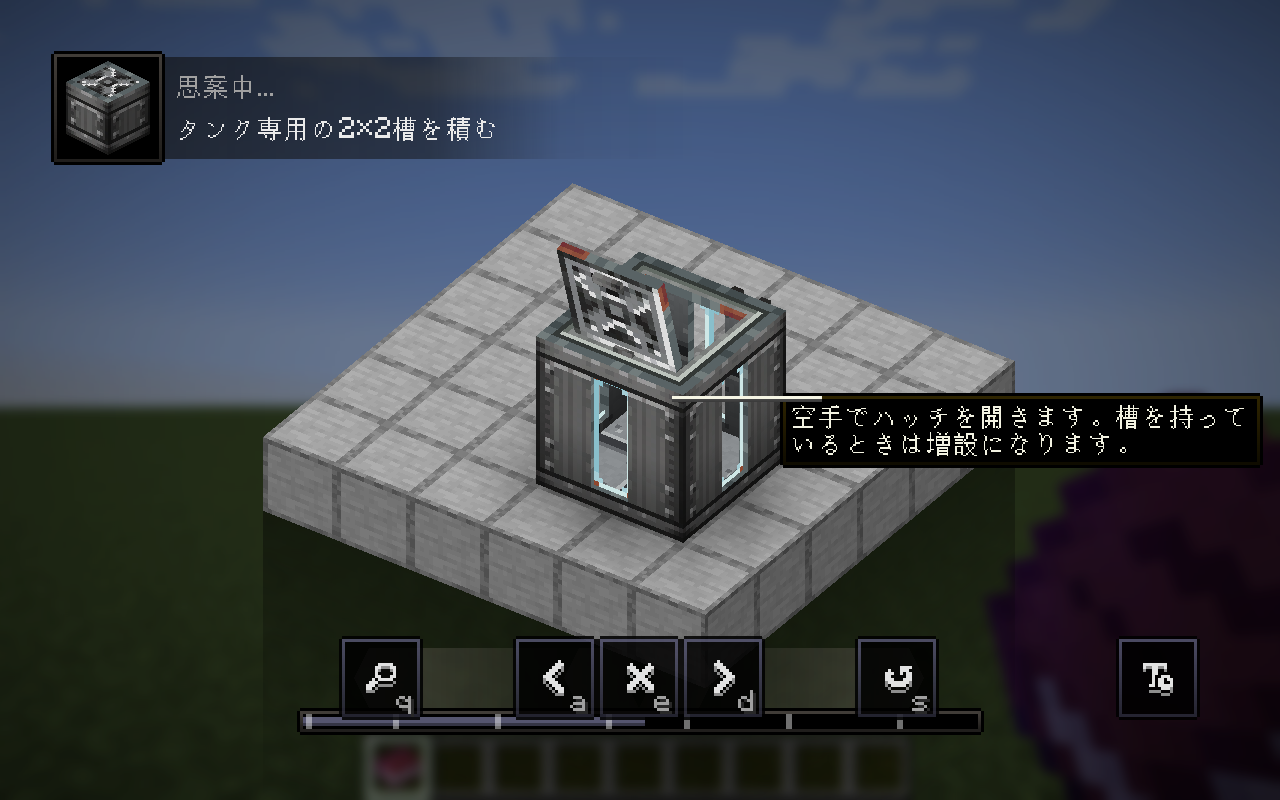 思案中...
タンク専用の2×2槽を積む
空手でハッチを開きます。槽を持って
いるときは増設になります。
q
a
e
d
s